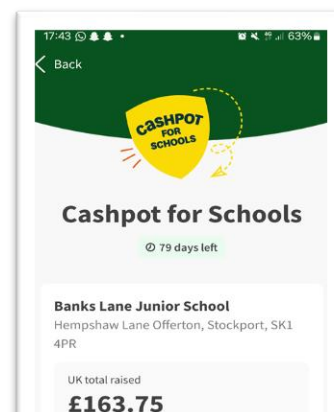 17:43
63%
Back
CASHPOT
FOR
SCHOOLS
Cashpot for Schools
79 days left
Banks Lane Junior School
Hempshaw Lane Offerton, Stockport, SK1
4PR
UK total raised
£163.75